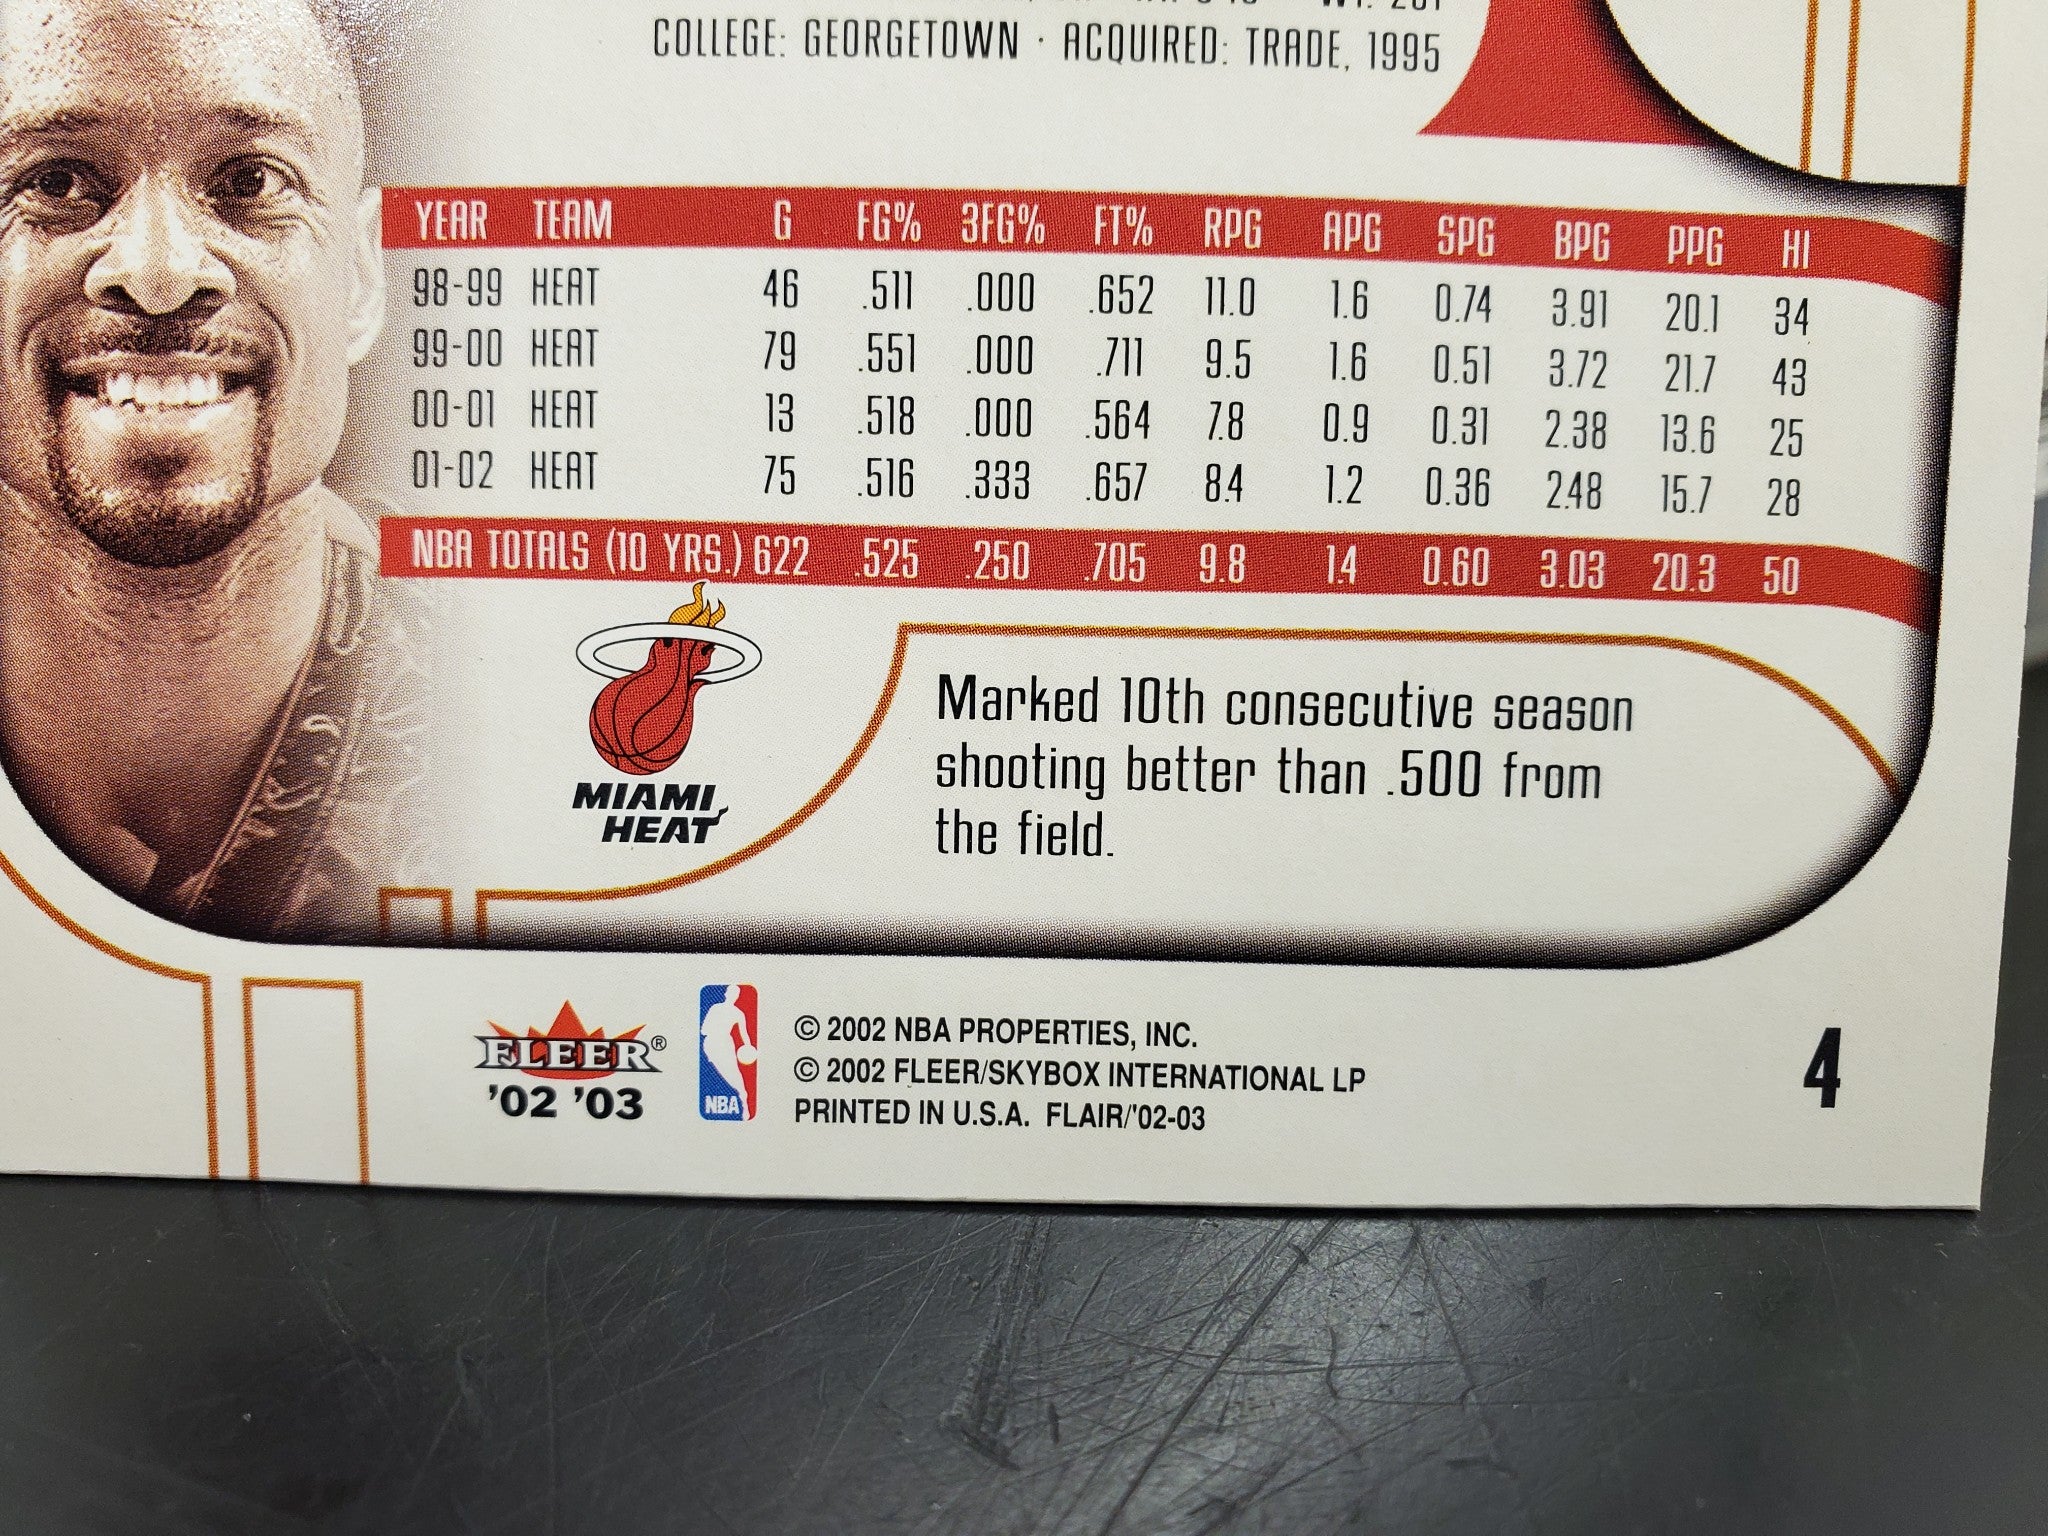 COLLEGE: GEORGETOWN · ACQUIRED: TRADE, 1995
YEAR TEAM G FG% 3FG% FT% RPG APG SPG BPG PPG HI
98-99 HEAT 46 .511 .000 .652 11.0 1.6 0.74 3.91 20.1 34
99-00 HEAT 79 .551 .000 .711 9.5 1.6 0.51 3.72 21.7 43
00-01 HEAT 13 .518 .000 .564 7.8 0.9 0.31 2.38 13.6 25
01-02 HEAT 75 .516 .333 .657 8.4 1.2 0.36 2.48 15.7 28
NBA TOTALS (10 YRS.) 622 .525 .250 .705 9.8 1.4 0.60 3.03 20.3 50
MIAMI
HEAT
Marked 10th consecutive season
shooting better than .500 from
the field.
FLEER®
'02 '03
NBA
© 2002 NBA PROPERTIES, INC.
© 2002 FLEER/SKYBOX INTERNATIONAL LP
PRINTED IN U.S.A. FLAIR/'02-03
4